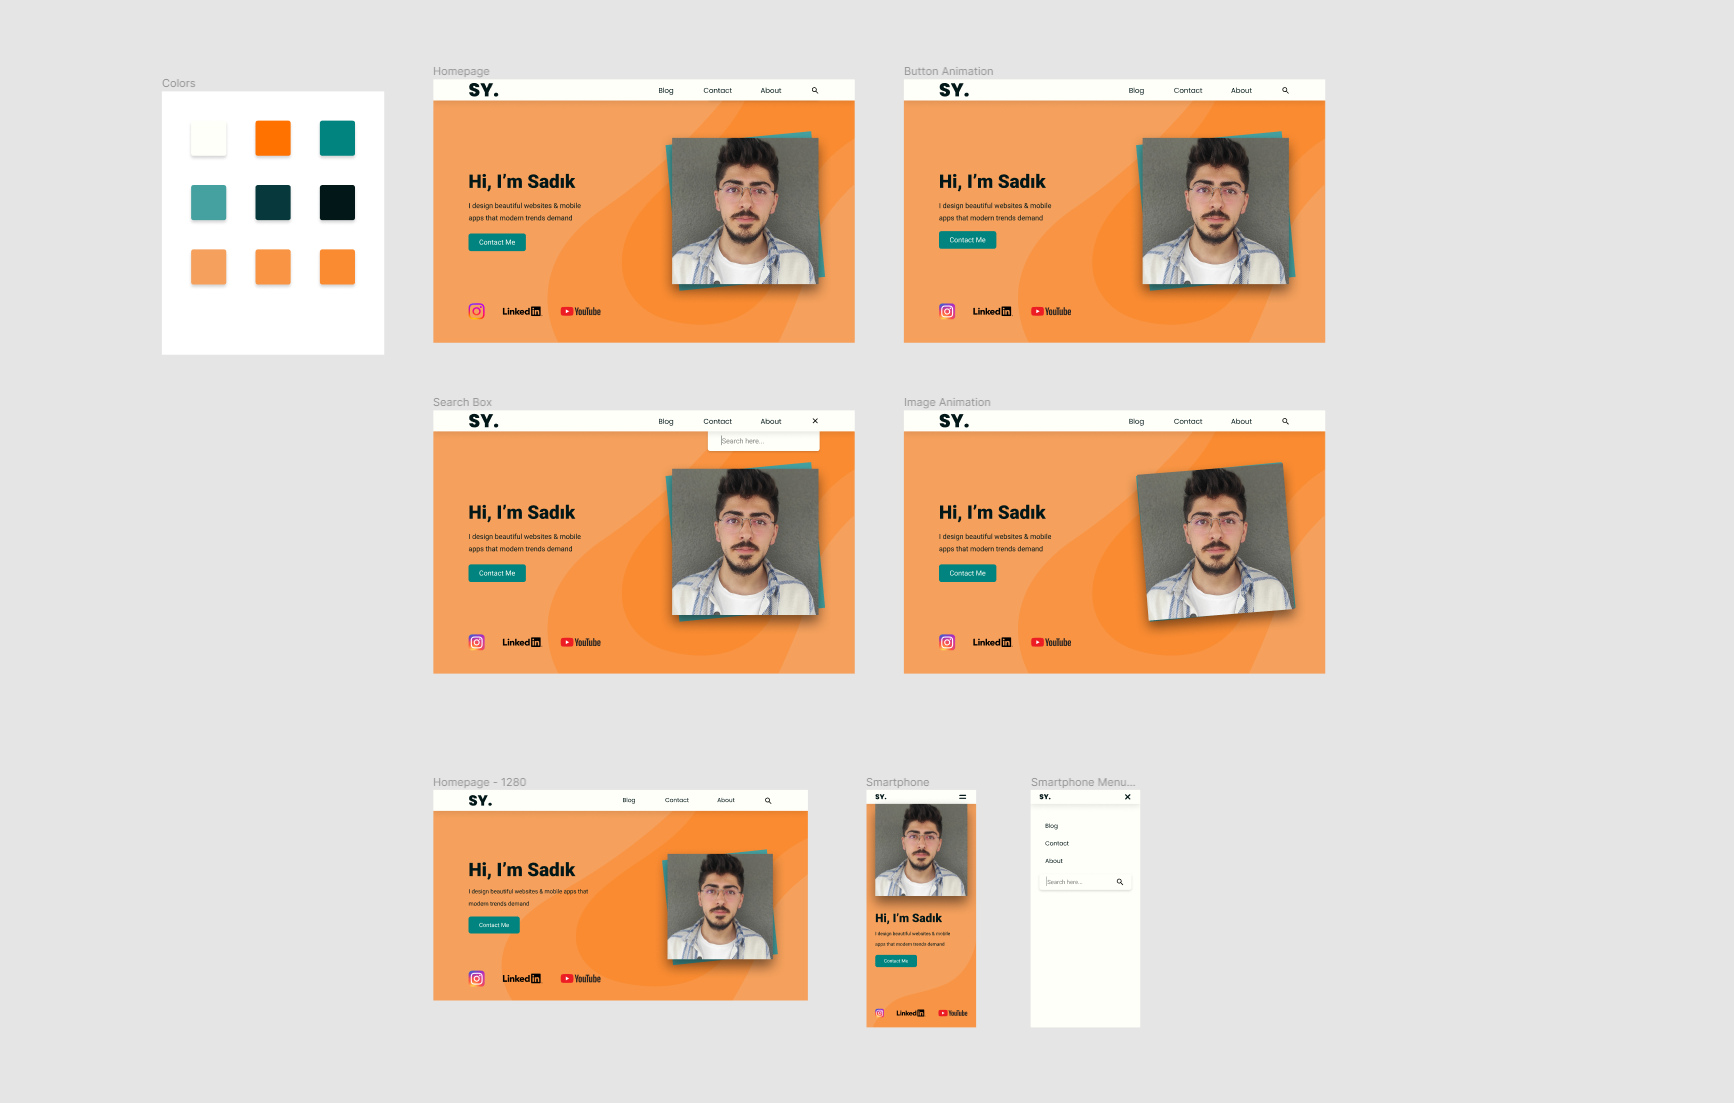 Colors
Homepage
SY.
Blog Contact About
Hi, I'm Sadık
I design beautiful websites & mobile
apps that modern trends demand
Contact Me
Linkedin YouTube
Button Animation
SY.
Blog Contact About
Hi, I'm Sadık
I design beautiful websites & mobile
apps that modern trends demand
Contact Me
Linkedin YouTube
Search Box
SY.
Blog Contact About
Search here...
Hi, I'm Sadık
I design beautiful websites & mobile
apps that modern trends demand
Contact Me
Linkedin YouTube
Image Animation
SY.
Blog Contact About
Hi, I'm Sadık
I design beautiful websites & mobile
apps that modern trends demand
Contact Me
Linkedin YouTube
Homepage - 1280
SY.
Blog Contact About
Hi, I'm Sadık
I design beautiful websites & mobile apps that
modern trends demand
Contact Me
Linkedin YouTube
Smartphone
SY.
Hi, I'm Sadık
I design beautiful websites & mobile
apps that modern trends demand
Contact Me
Linkedin YouTube
Smartphone Menu...
SY.
Blog
Contact
About
Search here...